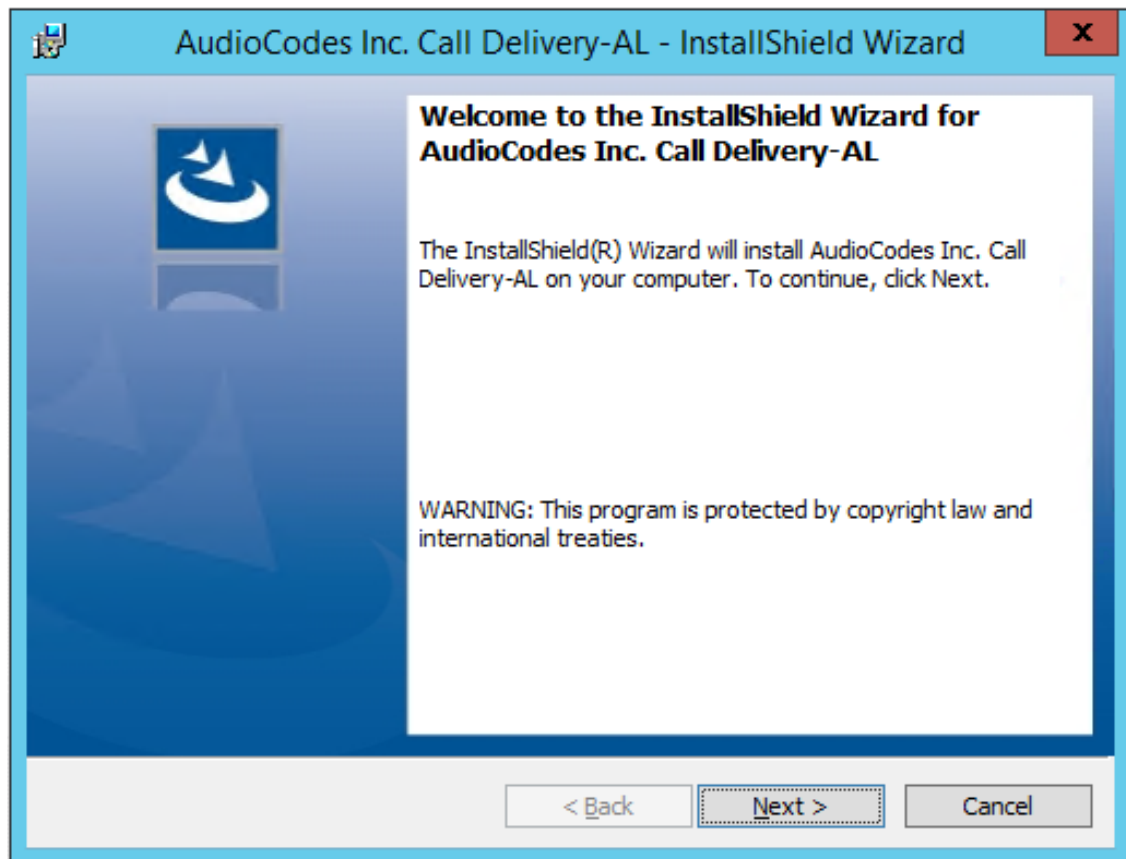 AudioCodes Inc. Call Delivery-AL - InstallShield Wizard
x
Welcome to the InstallShield Wizard for
AudioCodes Inc. Call Delivery-AL
The InstallShield(R) Wizard will install AudioCodes Inc. Call
Delivery-AL on your computer. To continue, click Next.
WARNING: This program is protected by copyright law and
international treaties.
< Back
Next >
Cancel